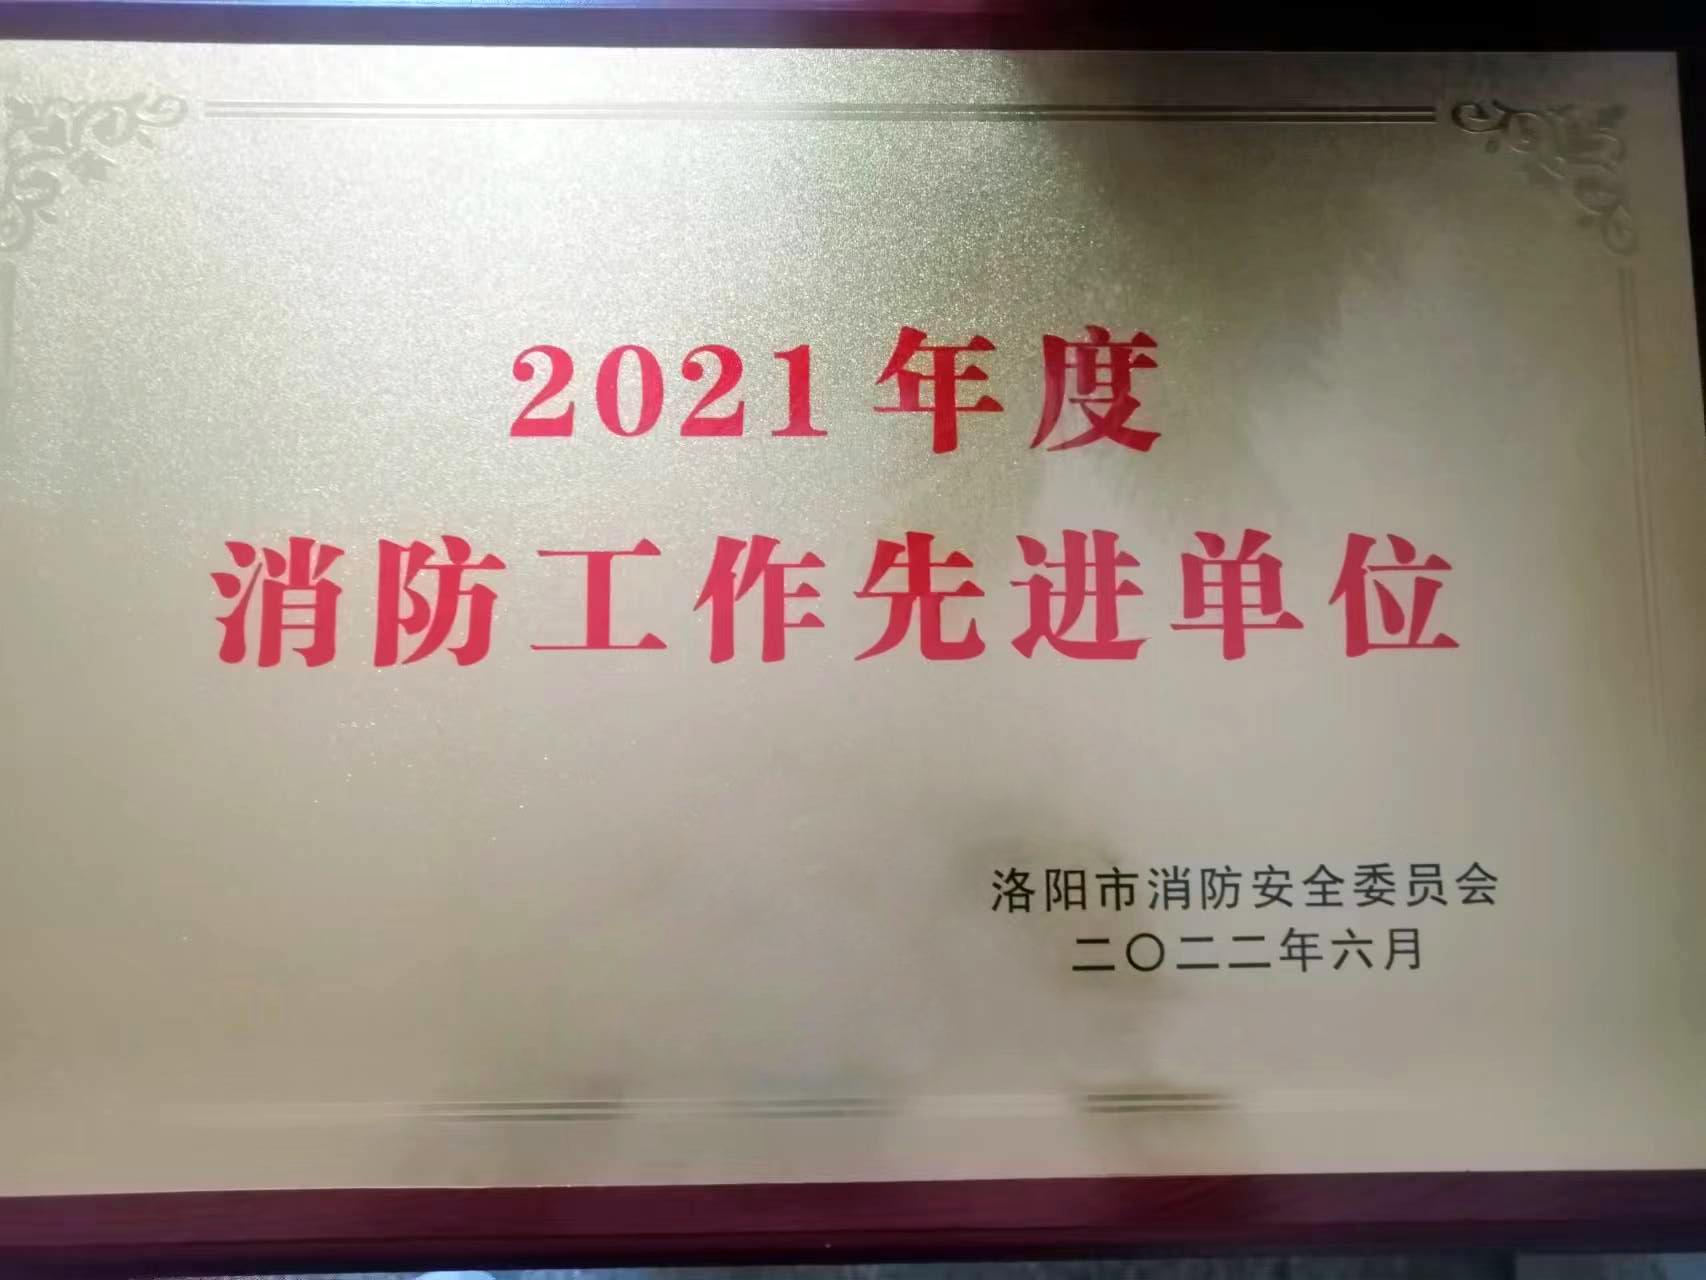 2021年度
消防工作先进单位
洛阳市消防安全委员会
二〇二二年六月